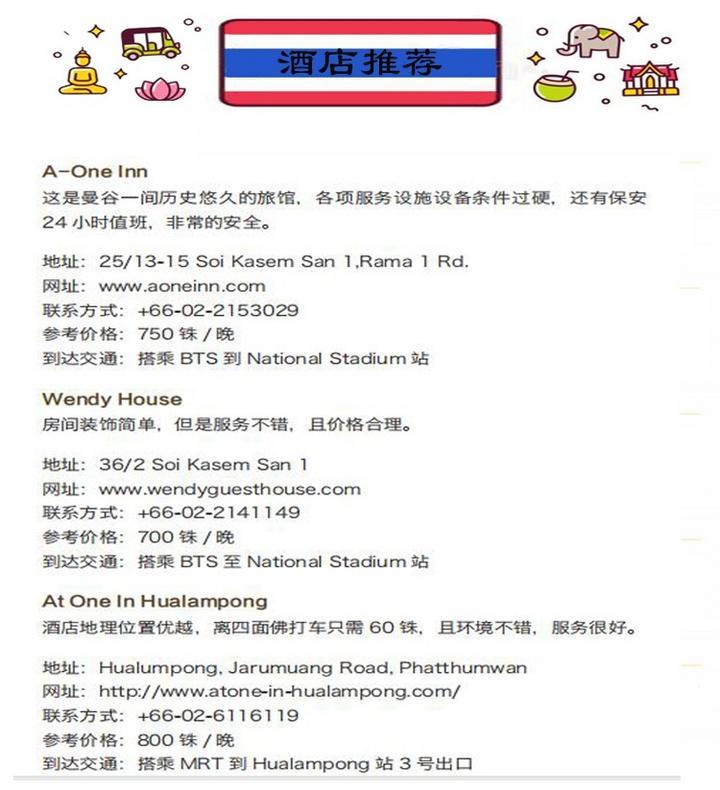 酒店推荐
A-One Inn
这是曼谷一间历史悠久的旅馆，各项服务设施设备条件过硬，还有保安
24 小时值班，非常的安全。
地址：25/13-15 Soi Kasem San 1,Rama 1 Rd.
网址：www.aoneinn.com
联系方式：+66-02-2153029
参考价格：750 铢 / 晚
到达交通：搭乘 BTS 到 National Stadium 站
Wendy House
房间装饰简单，但是服务不错，且价格合理。
地址：36/2 Soi Kasem San 1
网址：www.wendyguesthouse.com
联系方式：+66-02-2141149
参考价格：700 铢 / 晚
到达交通：搭乘 BTS 至 National Stadium 站
At One In Hualampong
酒店地理位置优越，离四面佛打车只需 60 铢，且环境不错，服务很好。
地址：Hualumpong, Jarumuang Road, Phatthumwan
网址：http://www.atone-in-hualampong.com/
联系方式：+66-02-6116119
参考价格：800 铢 / 晚
到达交通：搭乘 MRT 到 Hualampong 站 3 号出口